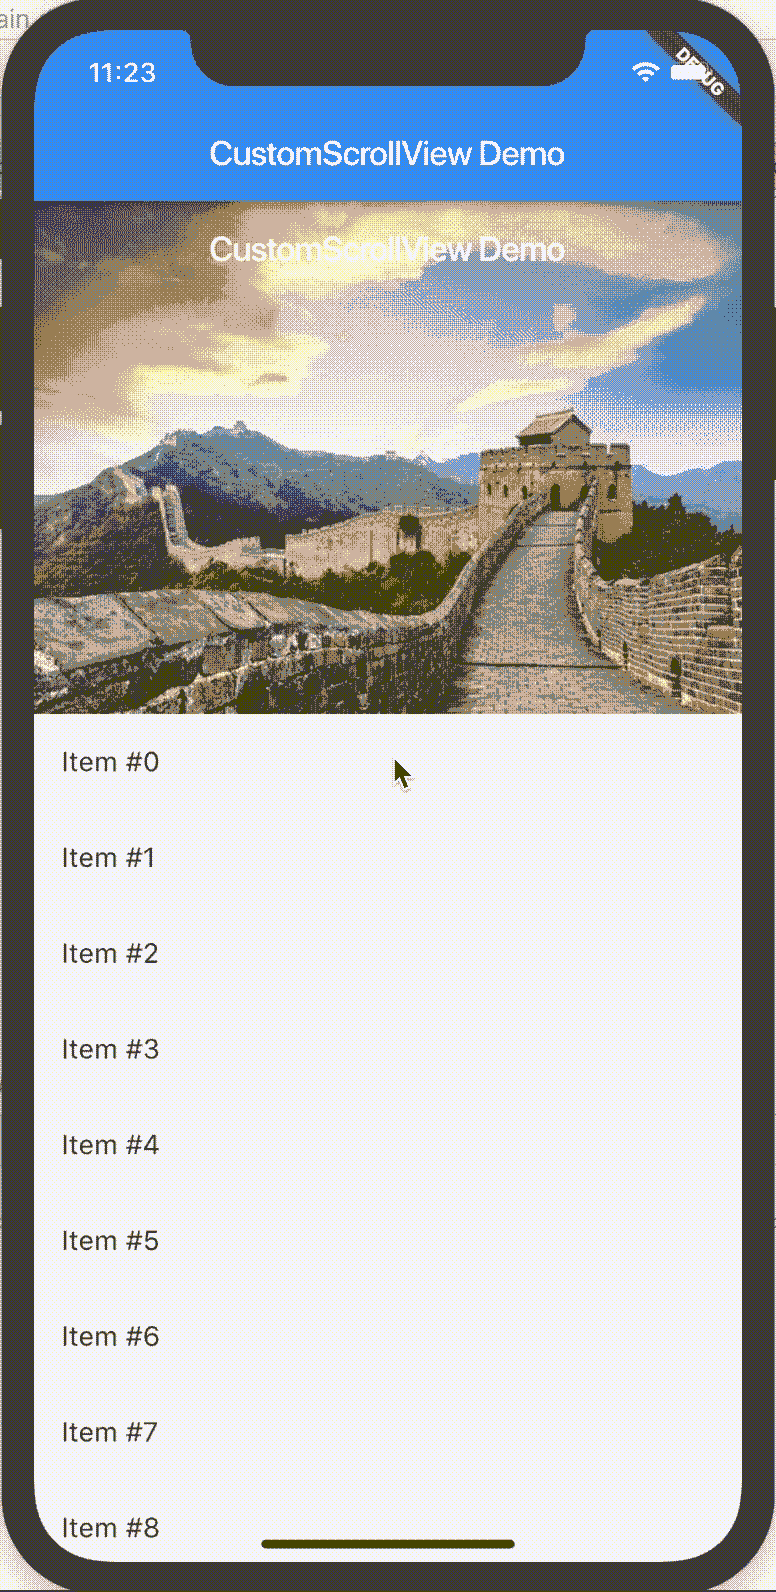 ain
11:23
DEBUG
CustomScrollView Demo
CustomScrollView Demo
Item #0
Item #1
Item #2
Item #3
Item #4
Item #5
Item #6
Item #7
Item #8